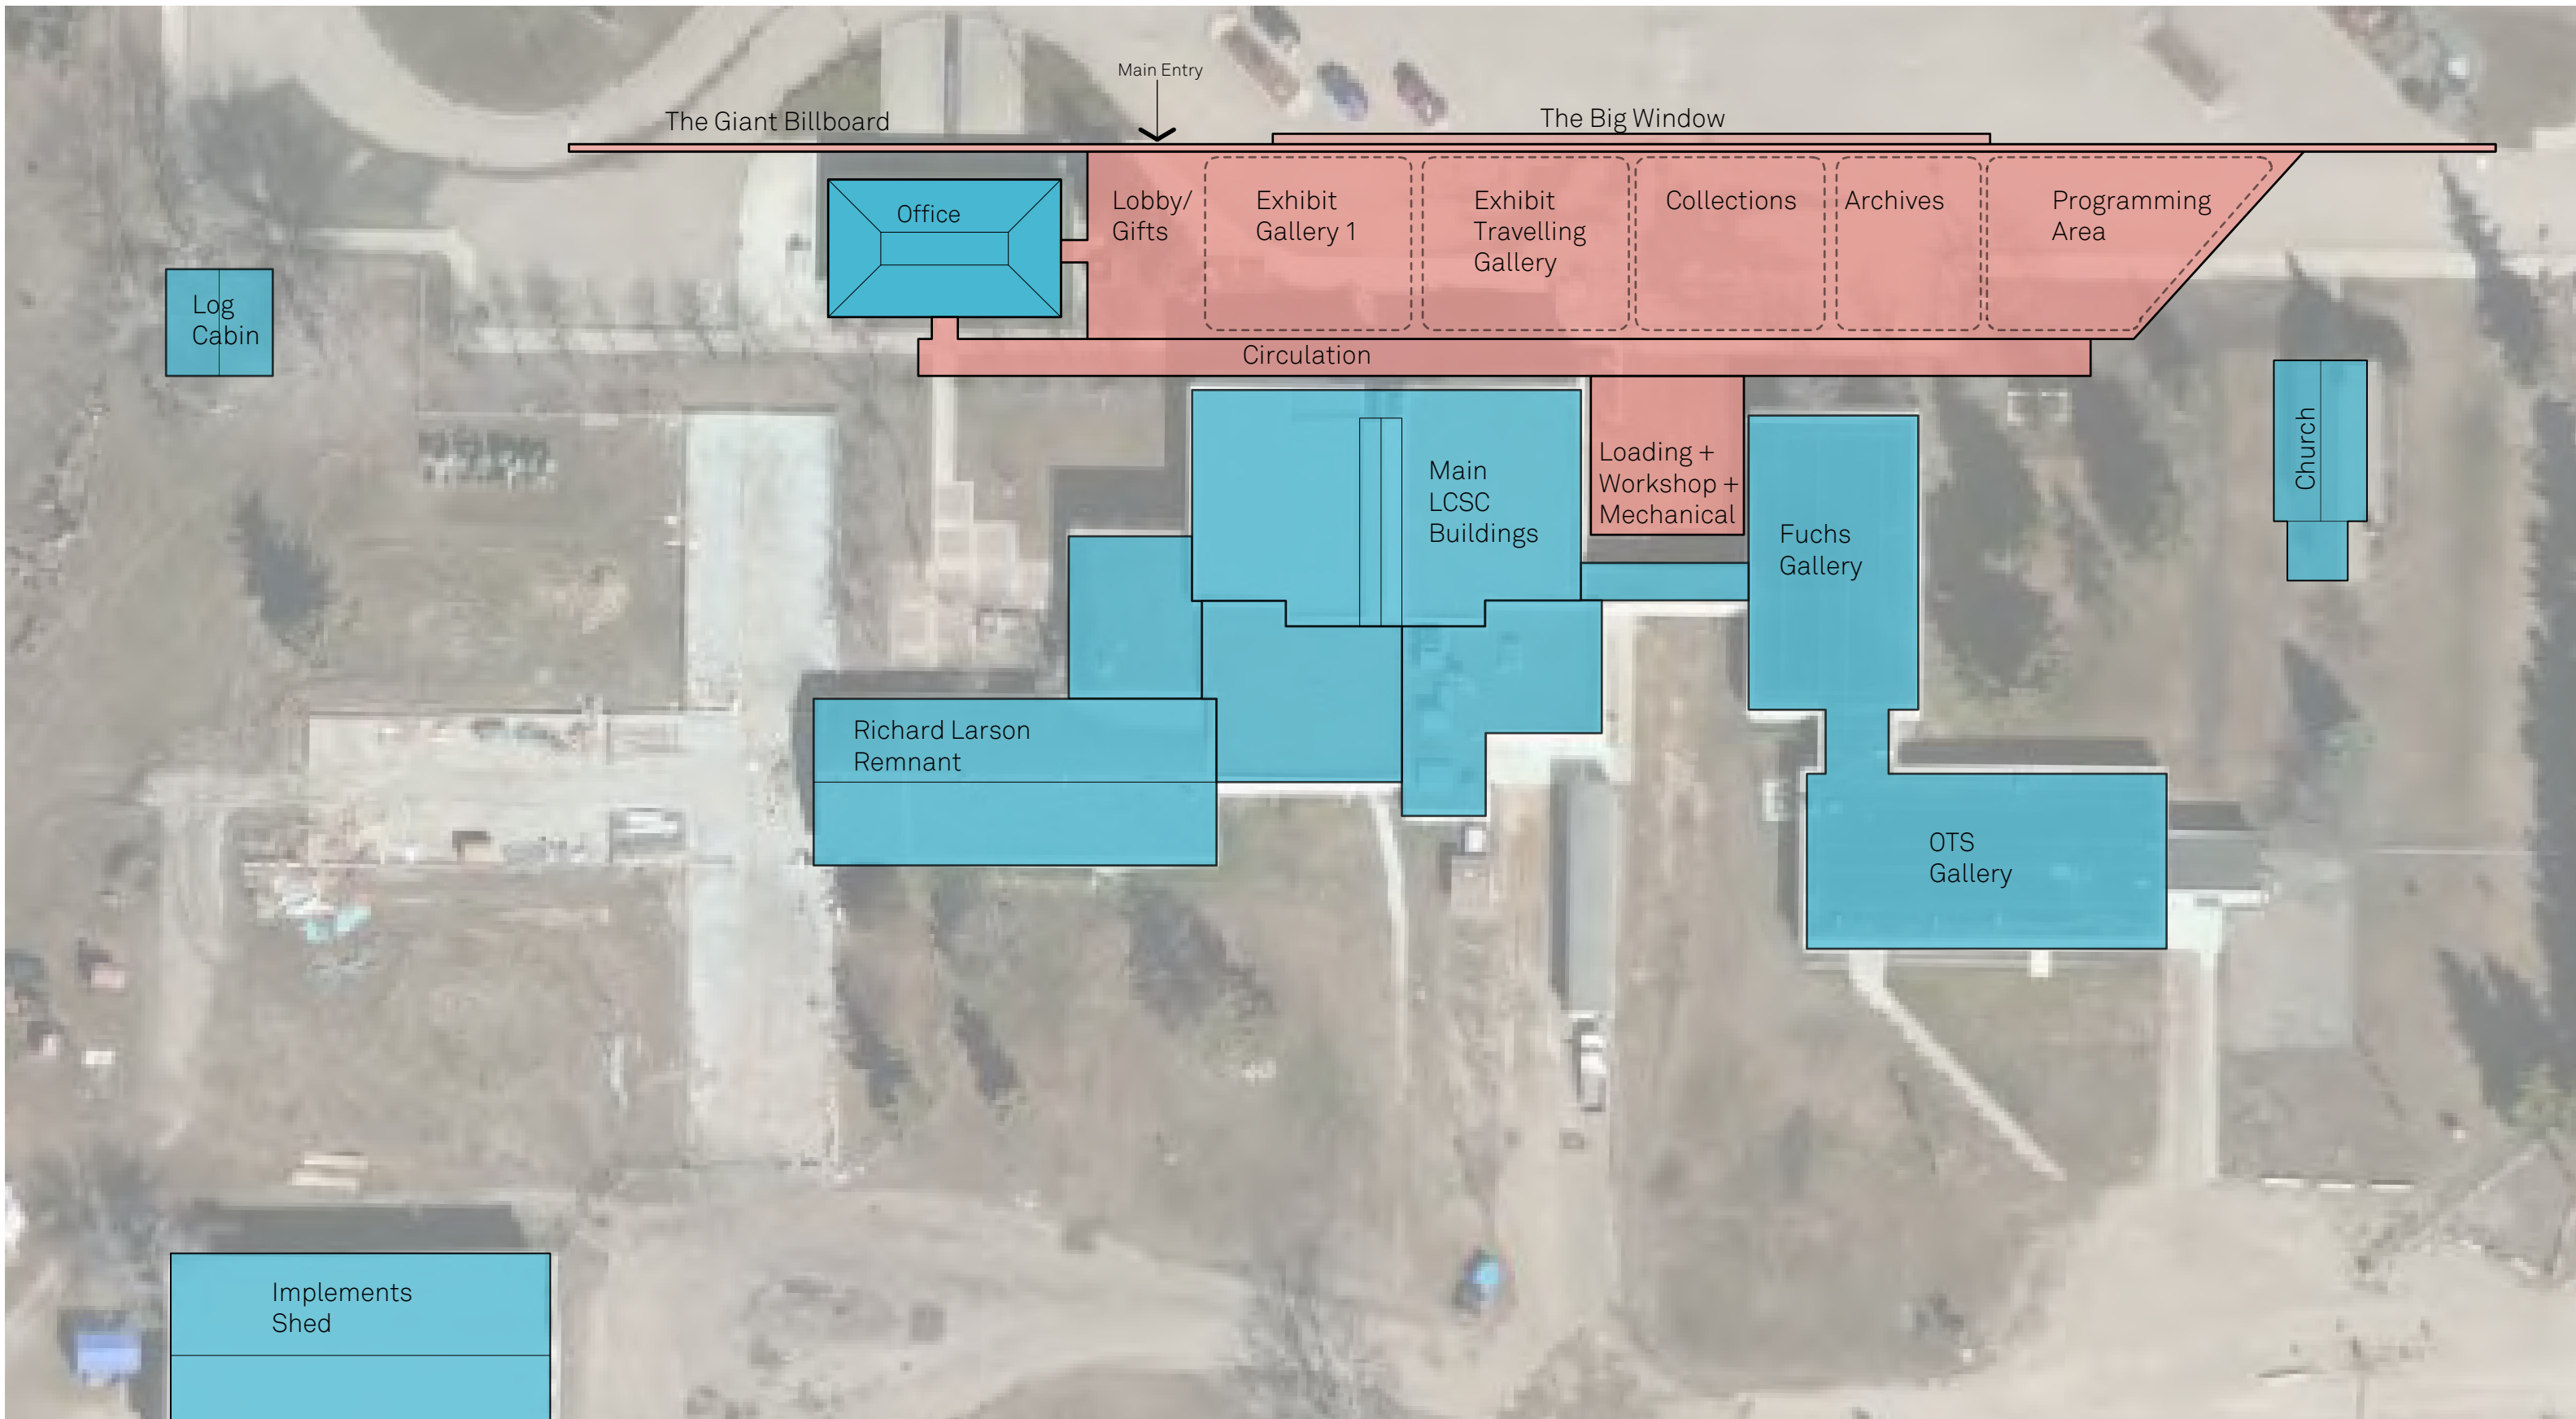 Main Entry
The Giant Billboard
The Big Window
Office
Lobby/
Gifts
Exhibit
Gallery 1
Exhibit
Travelling
Gallery
Collections
Archives
Programming
Area
Log
Cabin
Circulation
Church
Main
LCSC
Buildings
Loading +
Workshop +
Mechanical
Fuchs
Gallery
Richard Larson
Remnant
OTS
Gallery
Implements
Shed